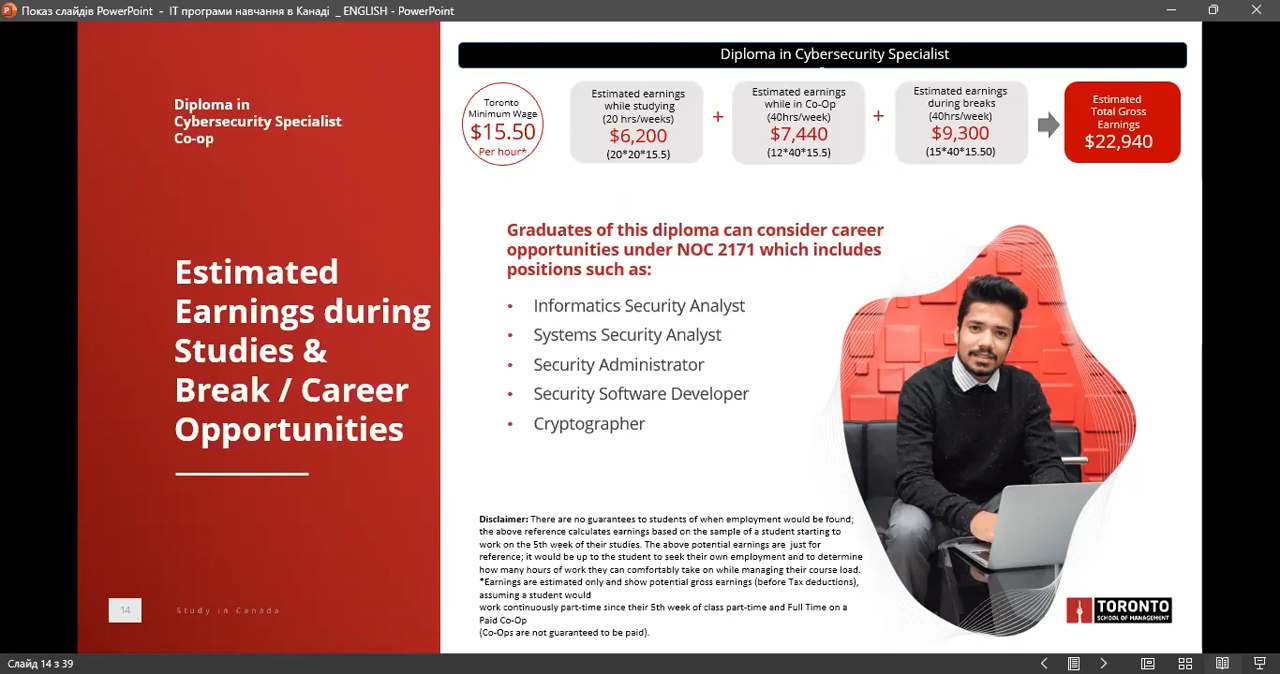 Показ слайдів PowerPoint - ІТ програми навчання в Канаді _ ENGLISH - PowerPoint
Diploma in
Cybersecurity Specialist
Co-op
Estimated
Earnings during
Studies &
Break / Career
Opportunities
14
Study in Canada
Diploma in Cybersecurity Specialist
Toronto
Minimum Wage
$15.50
Per hour*
Estimated earnings
while studying
(20 hrs/weeks)
$6,200
(20*20*15.5)
+
Estimated earnings
while in Co-Op
(40hrs/week)
$7,440
(12*40*15.5)
+
Estimated earnings
during breaks
(40hrs/week)
$9,300
(15*40*15.50)
Estimated
Total Gross
Earnings
$22,940
Graduates of this diploma can consider career
opportunities under NOC 2171 which includes
positions such as:
• Informatics Security Analyst
• Systems Security Analyst
• Security Administrator
• Security Software Developer
• Cryptographer
Disclaimer: There are no guarantees to students of when employment would be found;
the above reference calculates earnings based on the sample of a student starting to
work on the 5th week of their studies. The above potential earnings are just for
reference; it would be up to the student to seek their own employment and to determine
how many hours of work they can comfortably take on while managing their course load.
*Earnings are estimated only and show potential gross earnings (before Tax deductions),
assuming a student would
work continuously part-time since their 5th week of class part-time and Full Time on a
Paid Co-Op
(Co-Ops are not guaranteed to be paid).
TORONTO
SCHOOL OF MANAGEMENT
Слайд 14 з 39